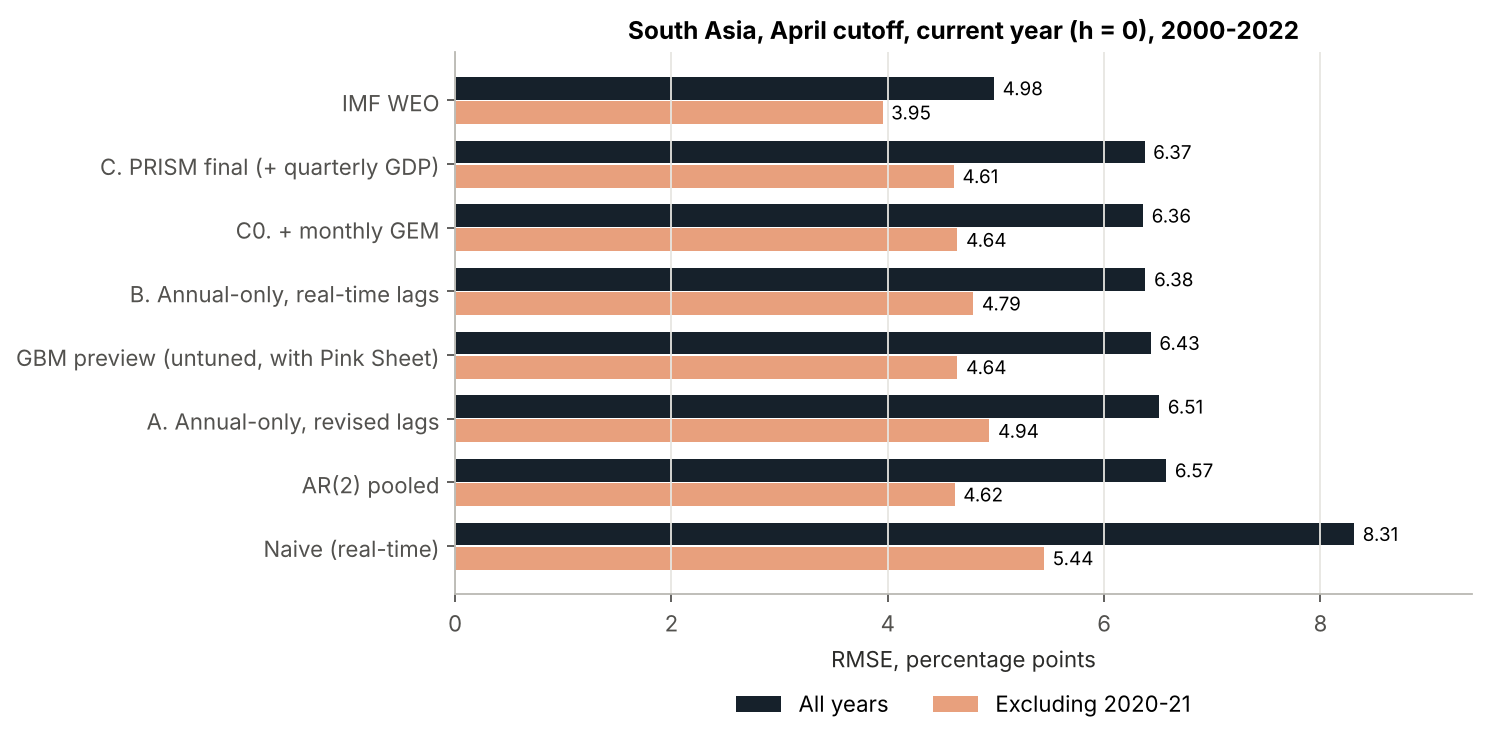 South Asia, April cutoff, current year (h = 0), 2000-2022
IMF WEO
4.98
3.95
C. PRISM final (+ quarterly GDP)
6.37
4.61
C0. + monthly GEM
6.36
4.64
B. Annual-only, real-time lags
6.38
4.79
GBM preview (untuned, with Pink Sheet)
6.43
4.64
A. Annual-only, revised lags
6.51
4.94
AR(2) pooled
6.57
4.62
Naive (real-time)
8.31
5.44
0 2 4 6 8
RMSE, percentage points
All years Excluding 2020-21